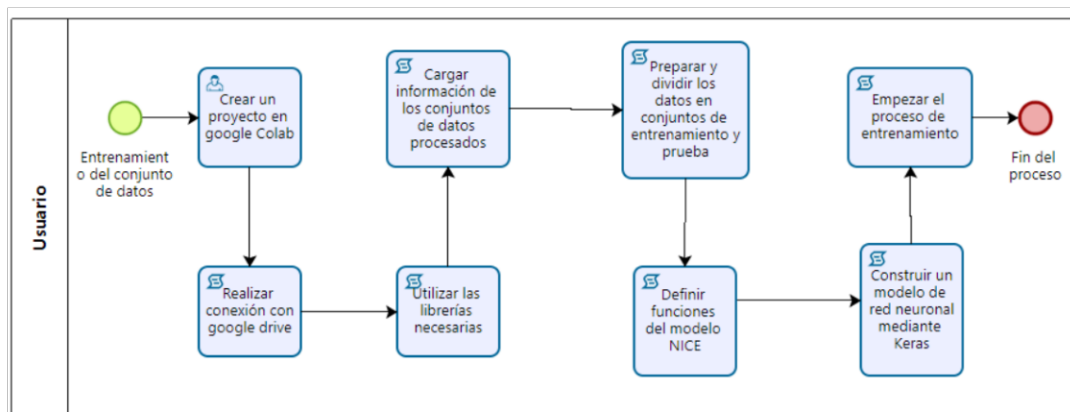 Usuario
Entrenamient
o del conjunto
de datos
Crear un
proyecto en
google Colab
Realizar
conexión con
google drive
Utilizar las
librerías
necesarias
Cargar
información de
los conjuntos
de datos
procesados
Preparar y
dividir los
datos en
conjuntos de
entrenamiento y
prueba
Definir
funciones
del modelo
NICE
Construir un
modelo de
red neuronal
mediante
Keras
Empezar el
proceso de
entrenamiento
Fin del
proceso